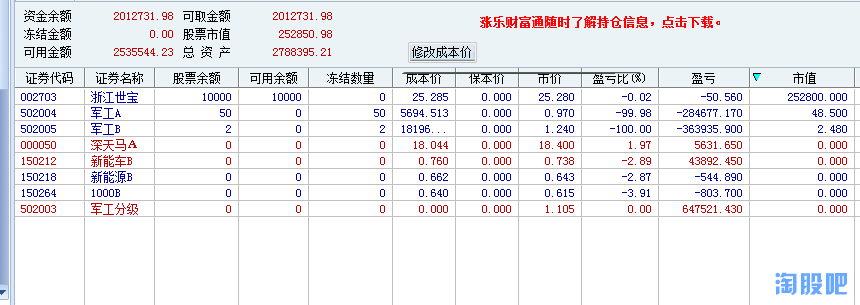 资金余额 2012731.98 可取金额 2012731.98
涨乐财富通随时了解持仓信息，点击下载。
冻结金额 0.00 股票市值 252850.98
可用金额 2535544.23 总 资 产 2788395.21 修改成本价
证券代码 证券名称 股票余额 可用余额 冻结数量 成本价 保本价 市价 盈亏比(%) 盈亏 市值
002703 浙江世宝 10000 10000 0 25.285 0.000 25.280 -0.02 -50.560 252800.000
502004 军工A 50 0 50 5694.513 0.000 0.970 -99.98 -284677.170 48.500
502005 军工B 2 0 2 18196... 0.000 1.240 -100.00 -363935.900 2.480
000050 深天马A 0 0 0 18.044 0.000 18.400 1.97 5631.650 0.000
150212 新能车B 0 0 0 0.760 0.000 0.738 -2.89 43892.450 0.000
150218 新能源B 0 0 0 0.662 0.000 0.643 -2.87 -544.890 0.000
150264 1000B 0 0 0 0.640 0.000 0.615 -3.91 -803.700 0.000
502003 军工分级 0 0 0 0.000 0.000 1.105 0.00 647521.430 0.000
淘股吧